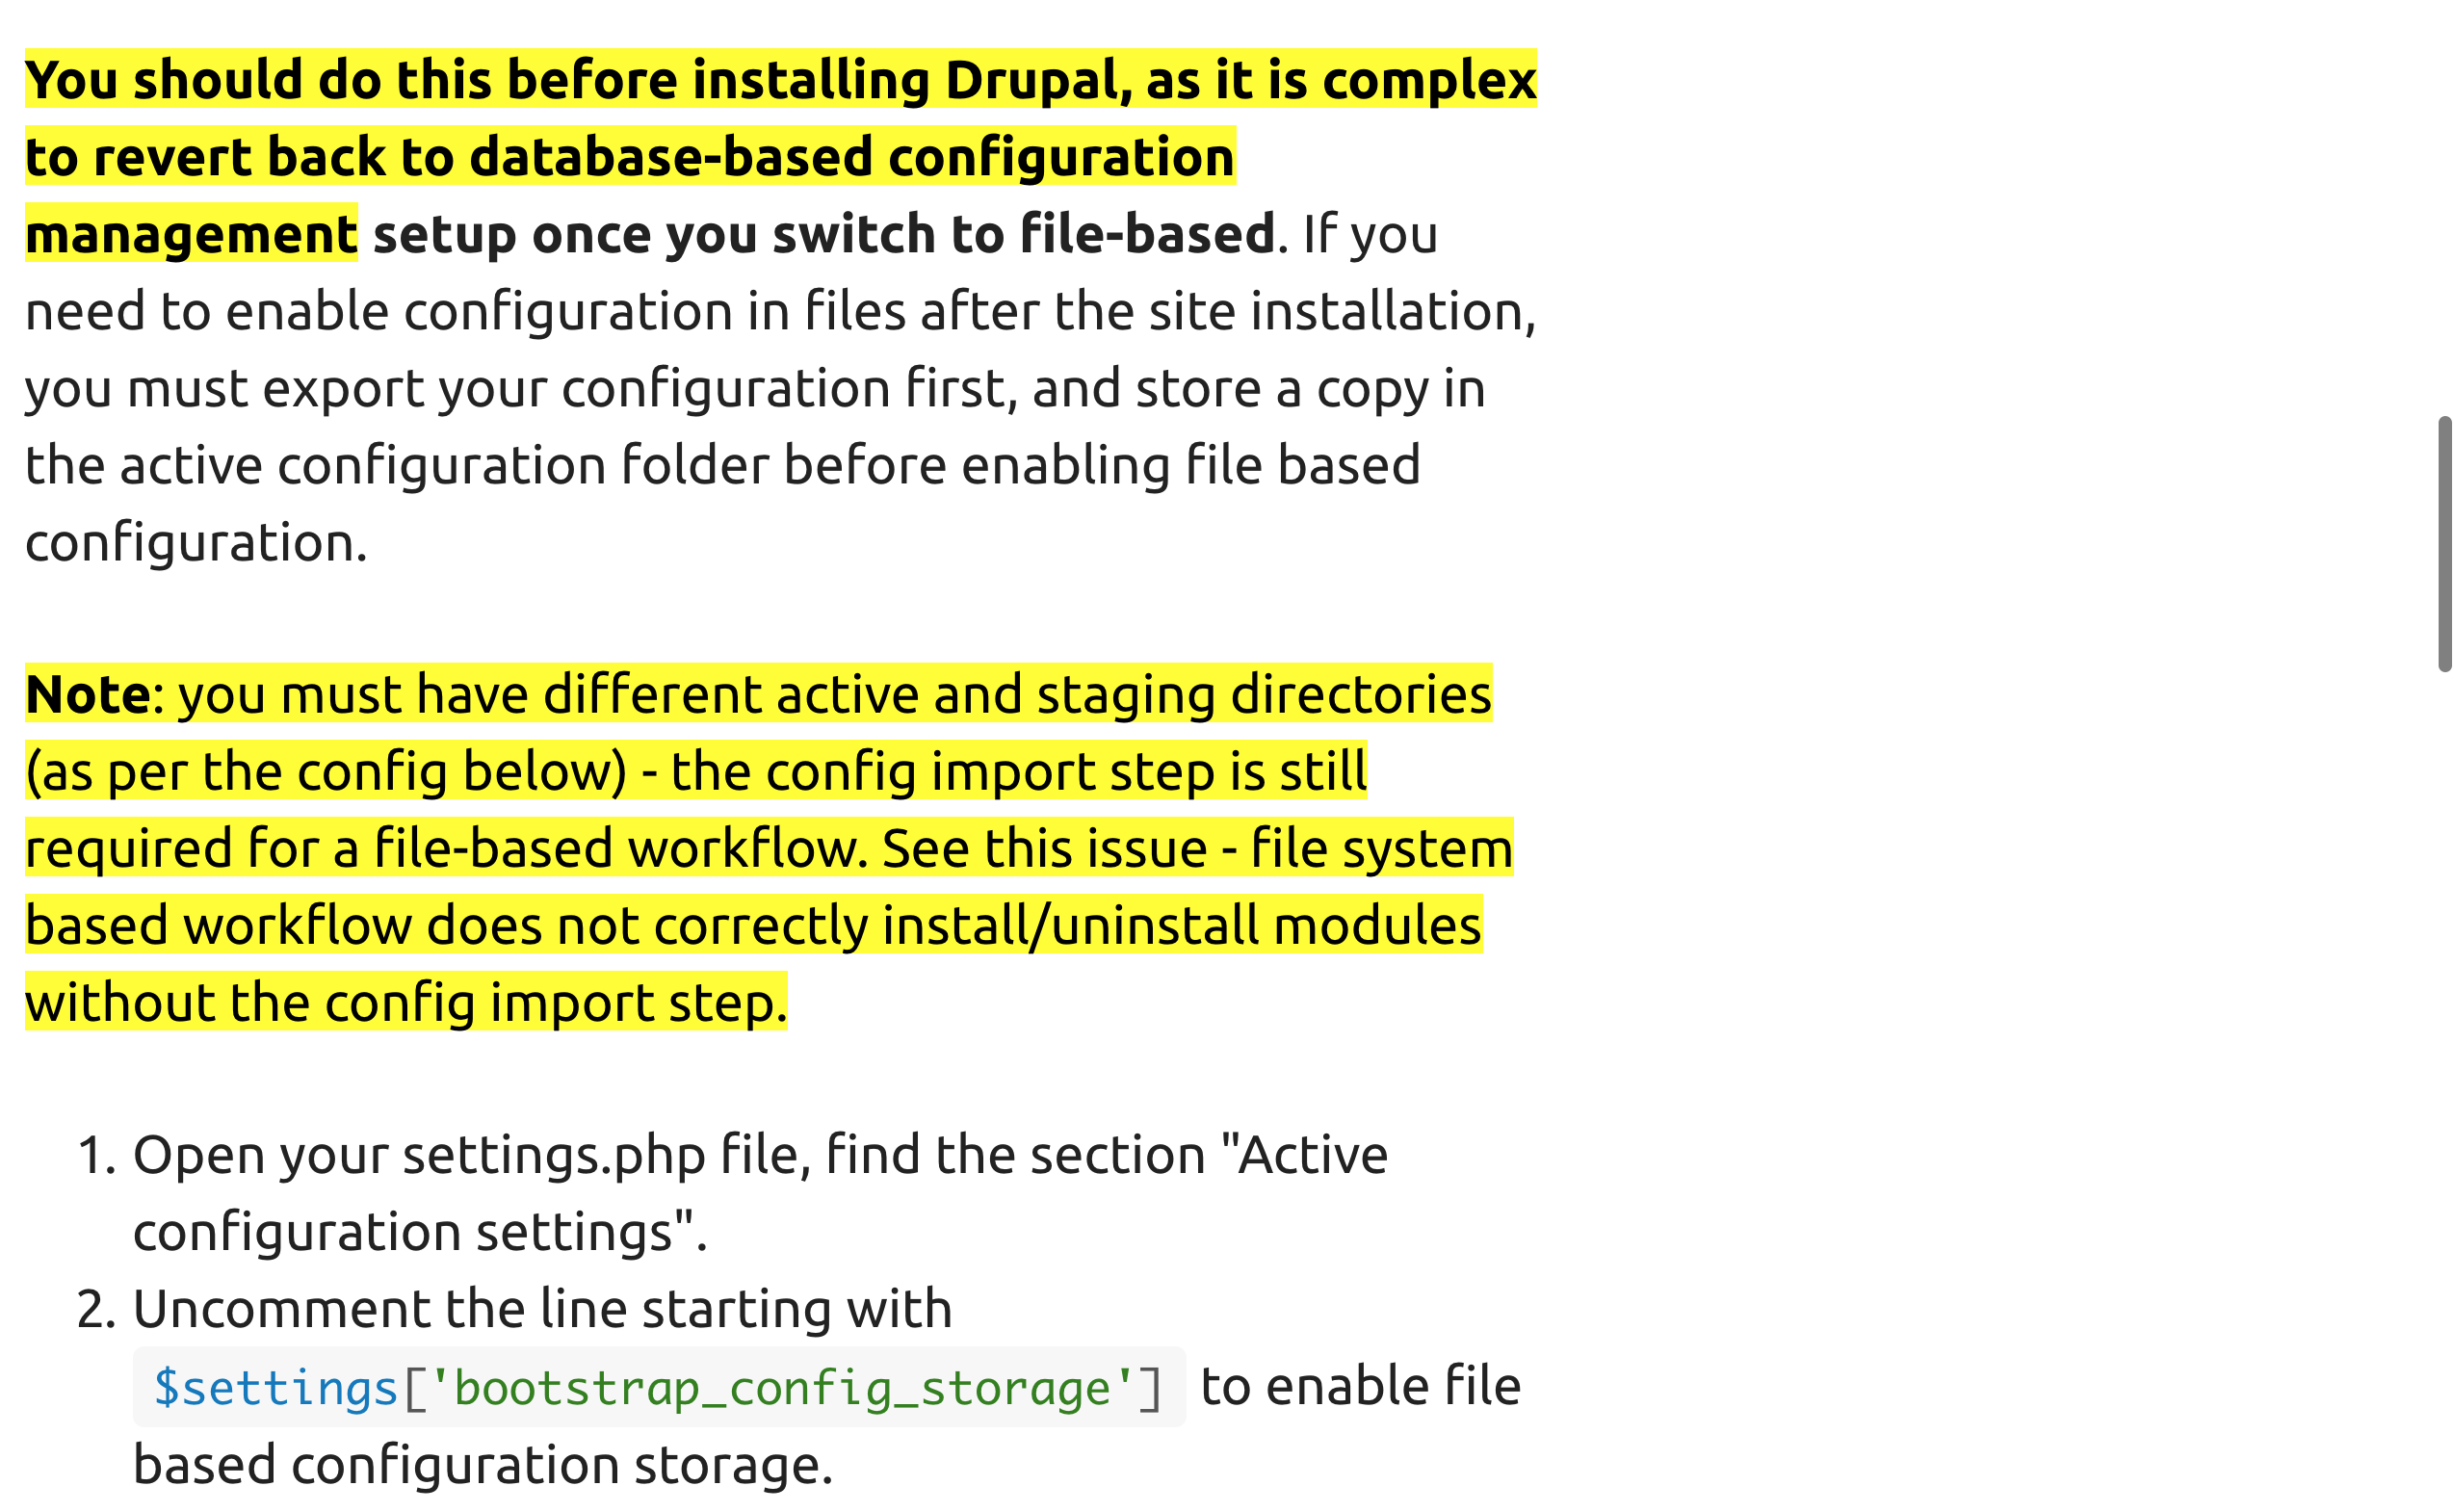 You should do this before installing Drupal, as it is complex
to revert back to database-based configuration
management setup once you switch to file-based. If you
need to enable configuration in files after the site installation,
you must export your configuration first, and store a copy in
the active configuration folder before enabling file based
configuration.
Note: you must have different active and staging directories
(as per the config below) - the config import step is still
required for a file-based workflow. See this issue - file system
based workflow does not correctly install/uninstall modules
without the config import step.
1. Open your settings.php file, find the section "Active
configuration settings".
2. Uncomment the line starting with
$settings['bootstrap_config_storage'] to enable file
based configuration storage.